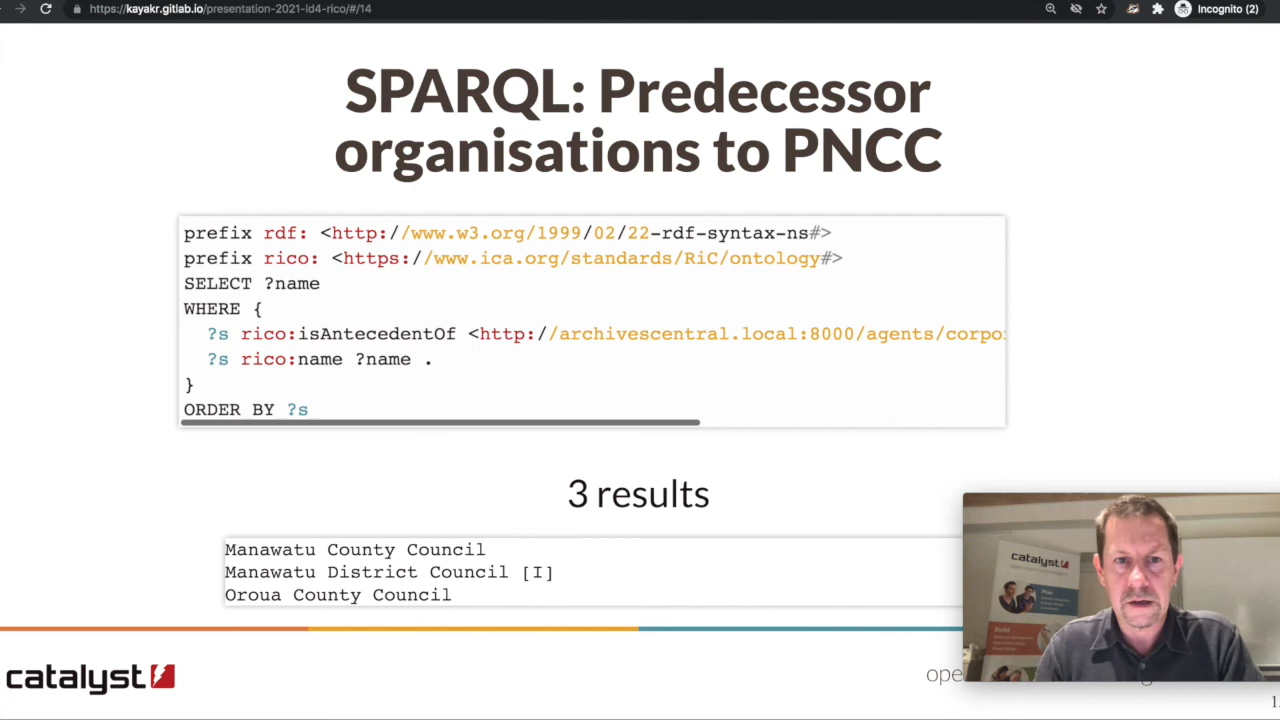 https://kayakr.gitlab.io/presentation-2021-ld4-rico/#/14
Incognito (2)
SPARQL: Predecessor
organisations to PNCC
prefix rdf: <http://www.w3.org/1999/02/22-rdf-syntax-ns#>
prefix rico: <https://www.ica.org/standards/RiC/ontology#>
SELECT ?name
WHERE {
?s rico:isAntecedentOf <http://archivescentral.local:8000/agents/corpo
?s rico:name ?name .
}
ORDER BY ?s
3 results
Manawatu County Council
Manawatu District Council [I]
Oroua County Council
catalyst
Plan
Build
catalyst
ope